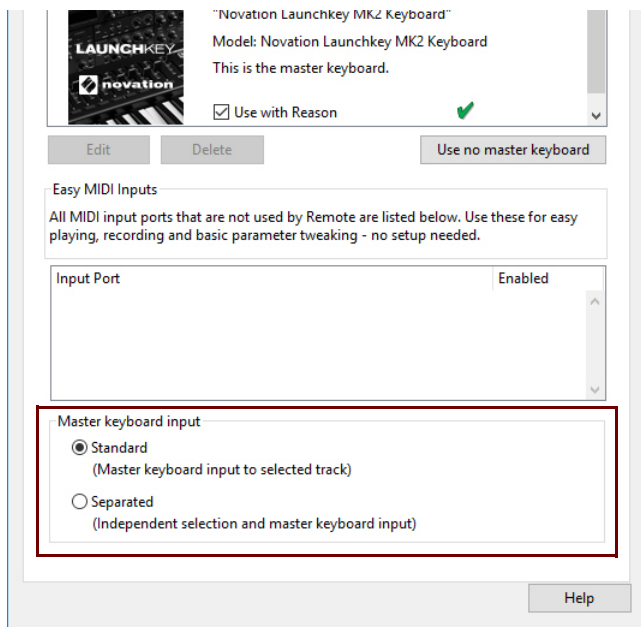 "Novation Launchkey MK2 Keyboard"
LAUNCHKEY
Model: Novation Launchkey MK2 Keyboard
This is the master keyboard.
novation
Use with Reason
Edit
Delete
Use no master keyboard
Easy MIDI Inputs
All MIDI input ports that are not used by Remote are listed below. Use these for easy
playing, recording and basic parameter tweaking - no setup needed.
Input Port
Enabled
Master keyboard input
Standard
(Master keyboard input to selected track)
Separated
(Independent selection and master keyboard input)
Help